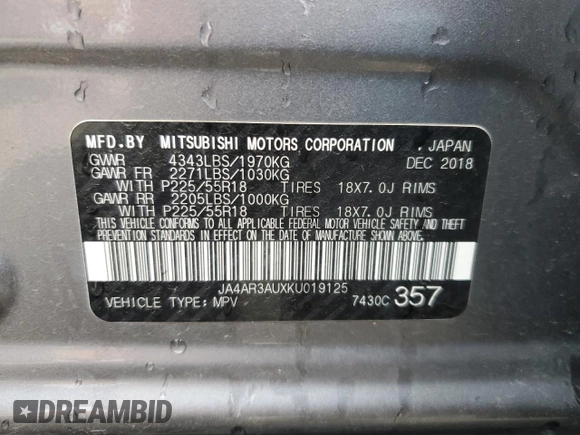 MFD.BY MITSUBISHI MOTORS CORPORATION . JAPAN
GVWR 4343LBS/1970KG DEC 2018
GAWR FR 2271LBS/1030KG
WITH P225/55R18 TIRES 18X7.0J RIMS
GAWR RR 2205LBS/1000KG
WITH P225/55R18 TIRES 18X7.0J RIMS
THIS VEHICLE CONFORMS TO ALL APPLICABLE FEDERAL MOTOR VEHICLE SAFETY AND THEFT
PREVENTION STANDARDS IN EFFECT ON THE DATE OF MANUFACTURE SHOWN ABOVE.
JA4AR3AUXKU019125
VEHICLE TYPE: MPV 7430C 357
DREAMBID